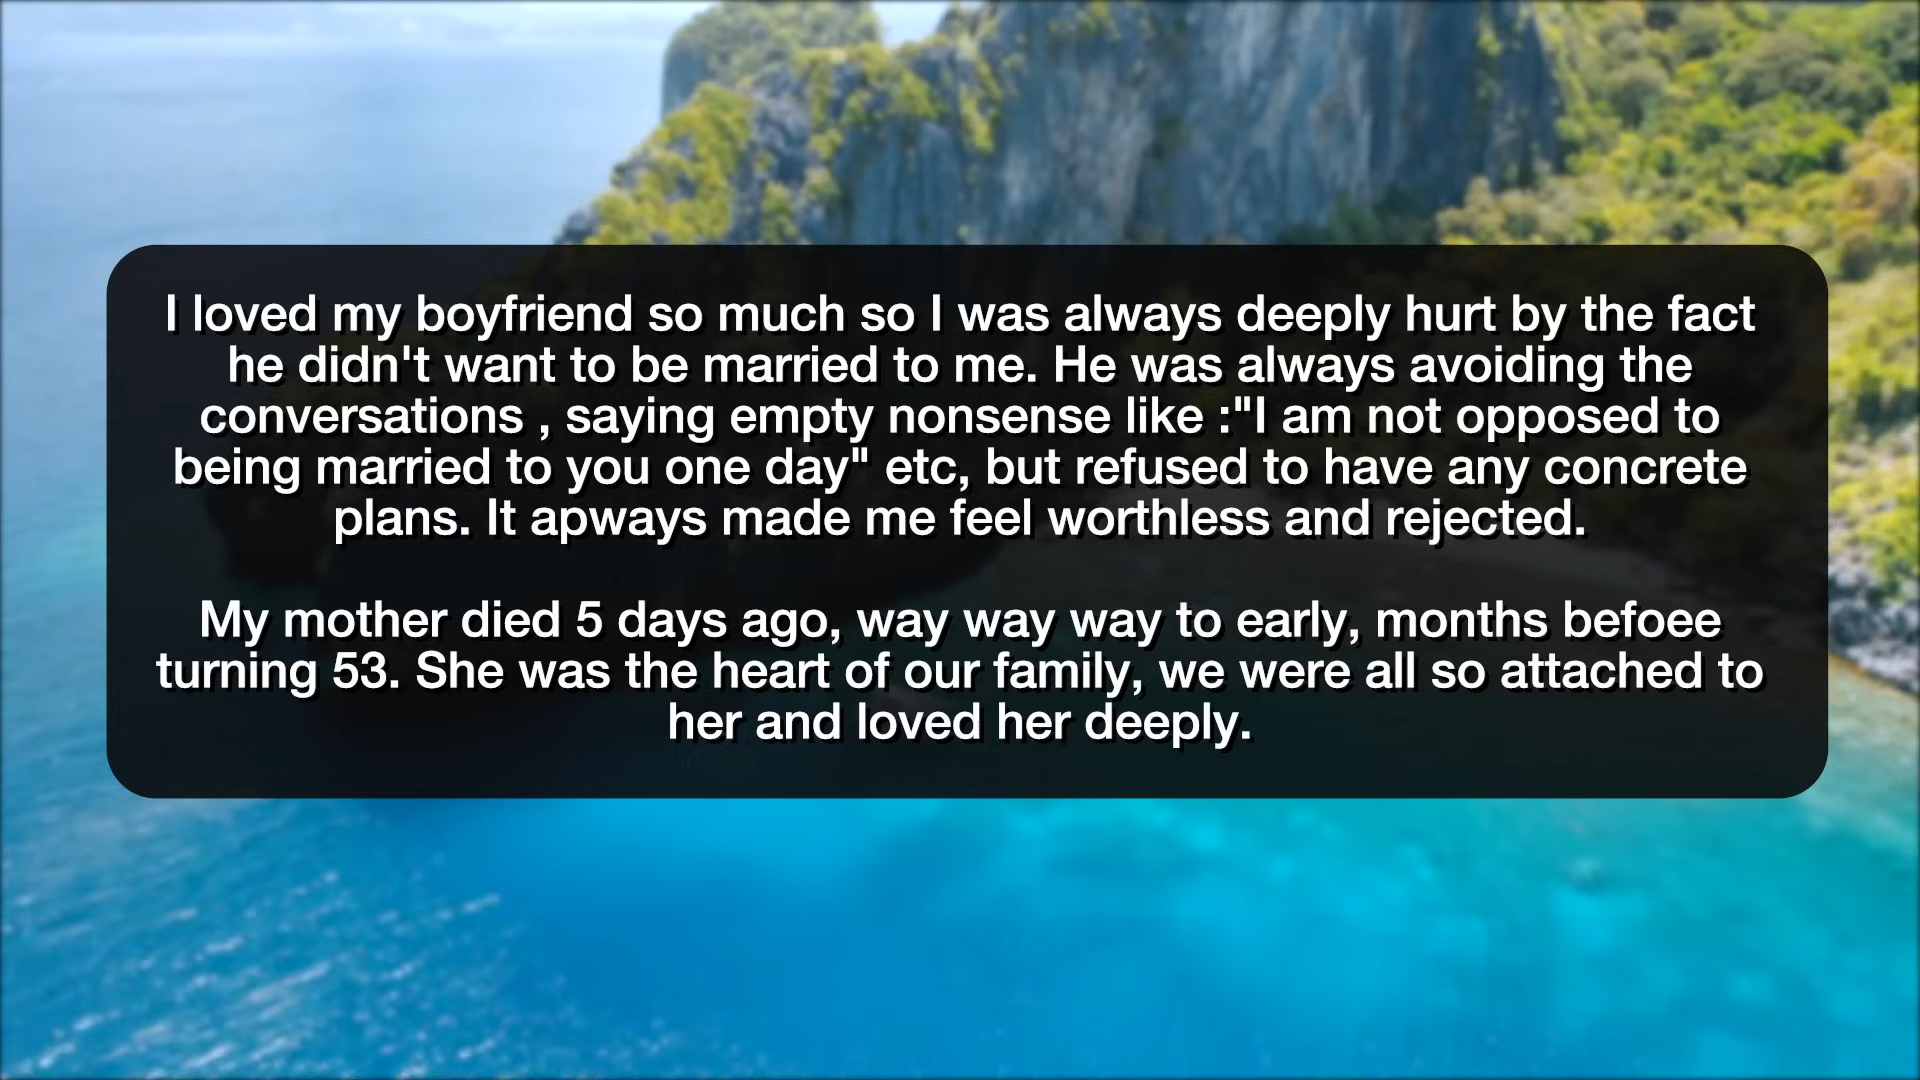 I loved my boyfriend so much so I was always deeply hurt by the fact
he didn't want to be married to me. He was always avoiding the
conversations , saying empty nonsense like :"I am not opposed to
being married to you one day" etc, but refused to have any concrete
plans. It apways made me feel worthless and rejected.
My mother died 5 days ago, way way way to early, months befoee
turning 53. She was the heart of our family, we were all so attached to
her and loved her deeply.